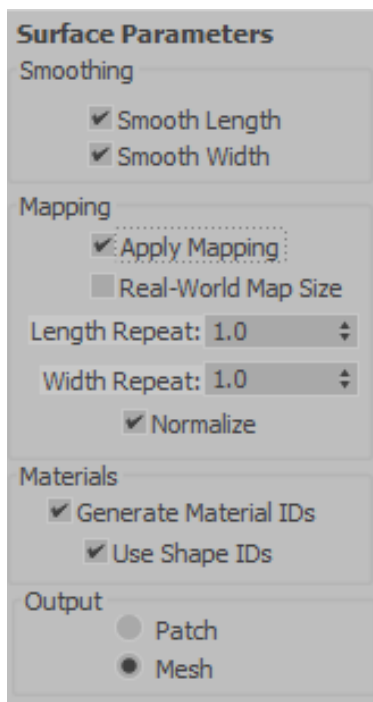 Surface Parameters
Smoothing
Smooth Length
Smooth Width
Mapping
Apply Mapping
Real-World Map Size
Length Repeat: 1.0
Width Repeat: 1.0
Normalize
Materials
Generate Material IDs
Use Shape IDs
Output
Patch
Mesh